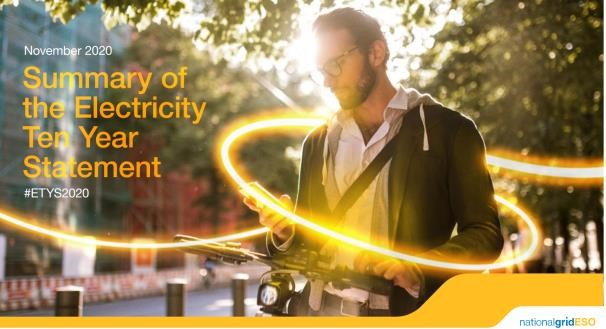 November 2020
Summary of
the Electricity
Ten Year
Statement
#ETYS2020
nationalgridESO